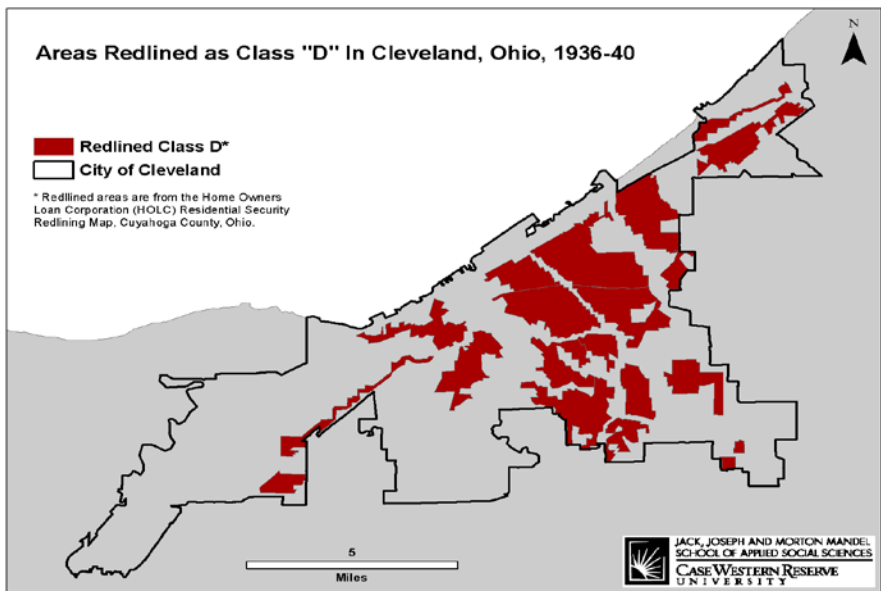 Areas Redlined as Class "D" In Cleveland, Ohio, 1936-40
N
Redlined Class D*
City of Cleveland
* Redllined areas are from the Home Owners
Loan Corporation (HOLC) Residential Security
Redlining Map, Cuyahoga County, Ohio.
5
Miles
JACK, JOSEPH AND MORTON MANDEL
SCHOOL OF APPLIED SOCIAL SCIENCES
CASE WESTERN RESERVE
UNIVERSITY